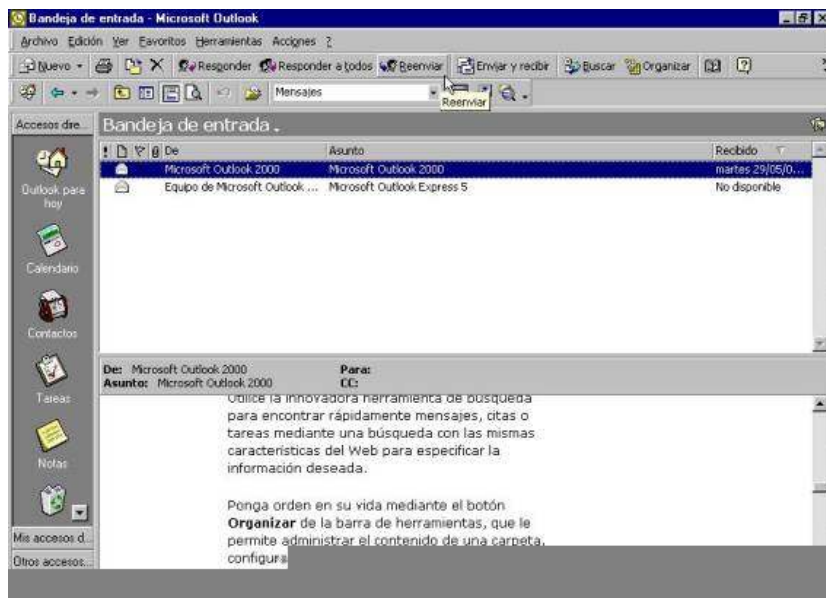 Bandeja de entrada - Microsoft Outlook
Archivo Edición Ver Favoritos Herramientas Acciones ?
Nuevo Responder Responder a todos Reenviar Enviar y recibir Buscar Organizar
Mensajes
Reenviar
Accesos dire...
Bandeja de entrada .
! De Asunto Recibido
Microsoft Outlook 2000 Microsoft Outlook 2000 martes 29/05/0...
Equipo de Microsoft Outlook ... Microsoft Outlook Express 5 No disponible
Outlook para
hoy
Calendario
Contactos
Tareas
Notas
Mis accesos d...
Otros accesos...
De: Microsoft Outlook 2000 Para:
Asunto: Microsoft Outlook 2000 CC:
Utilice la innovadora herramienta de búsqueda
para encontrar rápidamente mensajes, citas o
tareas mediante una búsqueda con las mismas
características del Web para especificar la
información deseada.
Ponga orden en su vida mediante el botón
Organizar de la barra de herramientas, que le
permite administrar el contenido de una carpeta,
configura